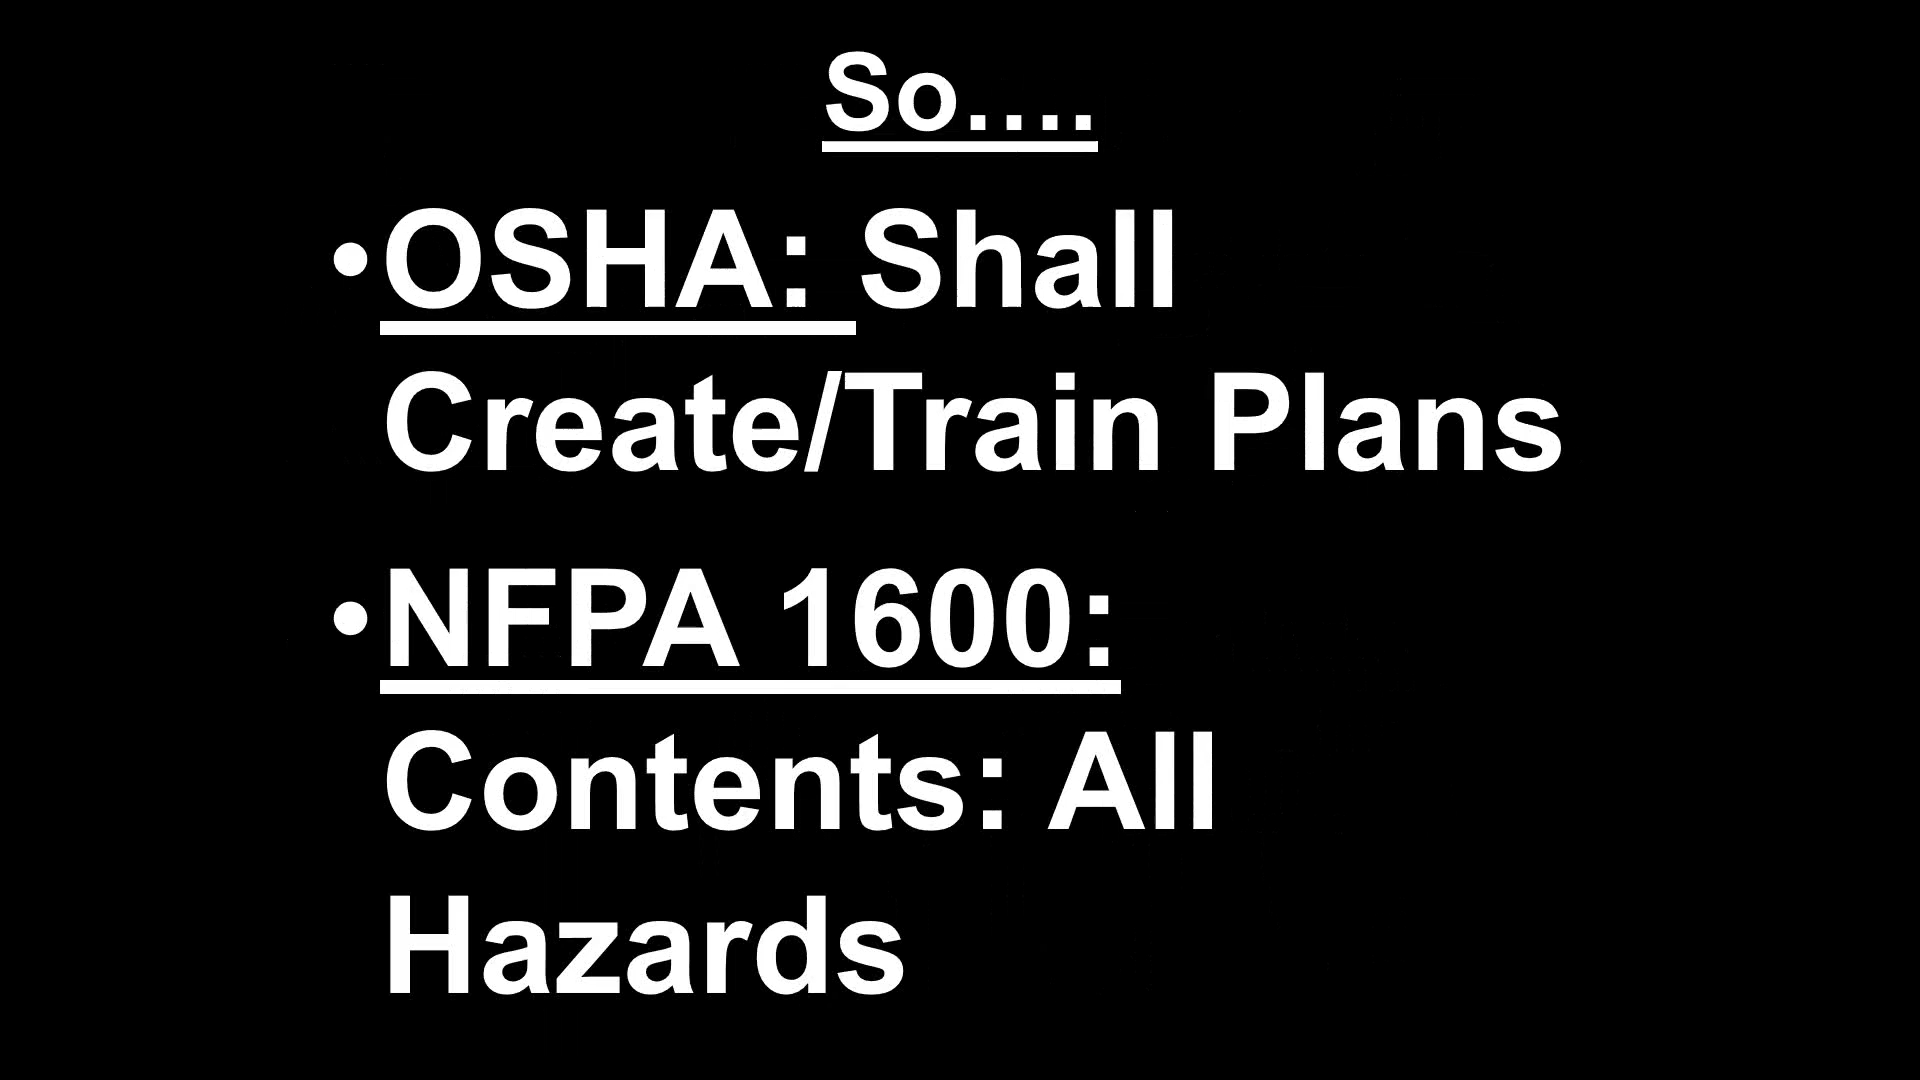 So....
•OSHA: Shall
Create/Train Plans
•NFPA 1600:
Contents: All
Hazards